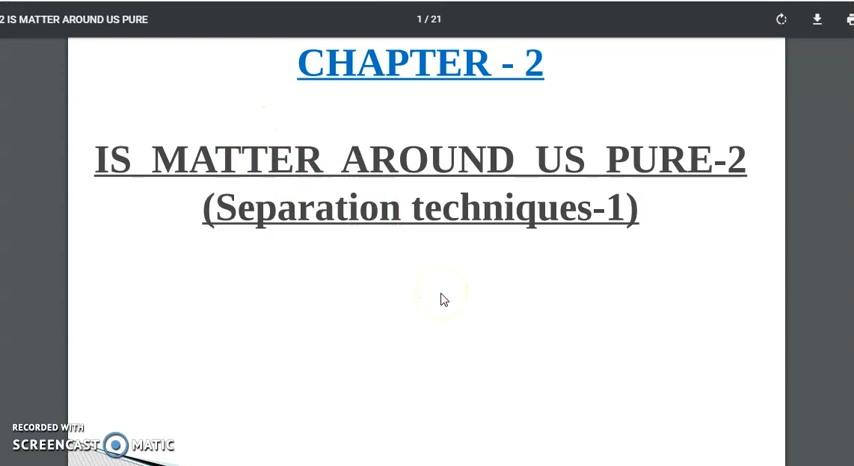 2 IS MATTER AROUND US PURE
1 / 21
CHAPTER - 2
IS MATTER AROUND US PURE-2
(Separation techniques-1)
RECORDED WITH
SCREENCAST MATIC